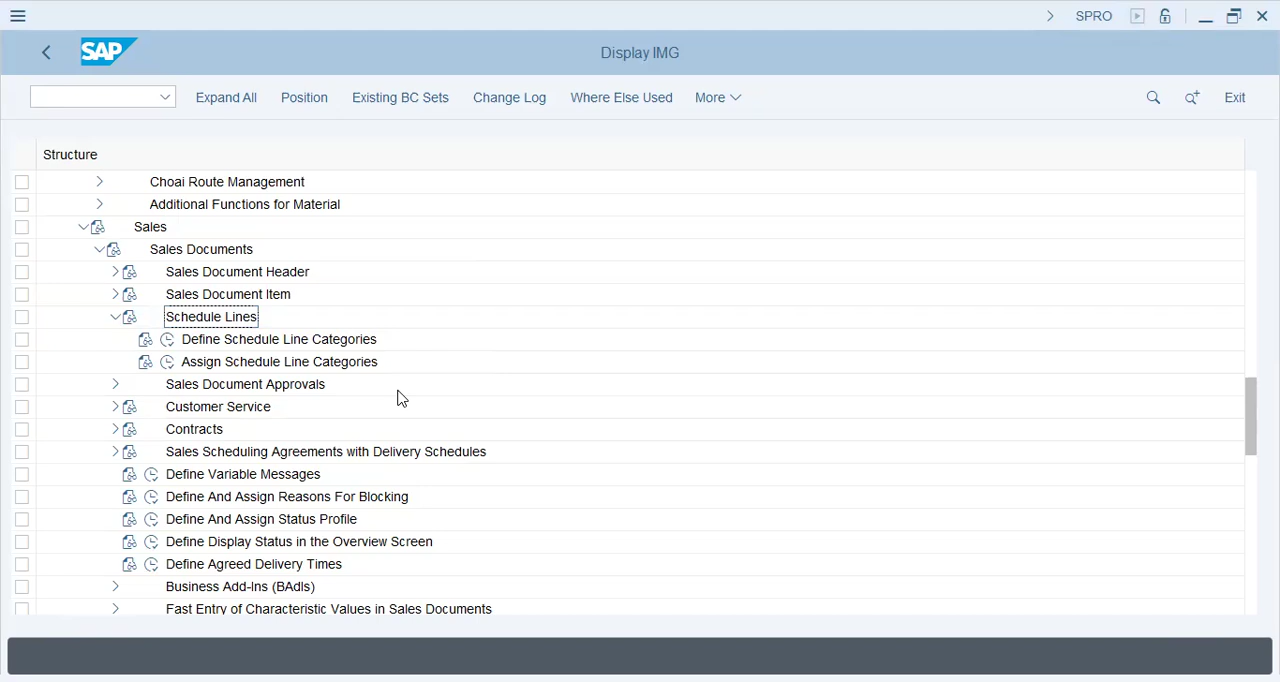 SPRO
SAP Display IMG
Expand All Position Existing BC Sets Change Log Where Else Used More Exit
Structure
Choai Route Management
Additional Functions for Material
Sales
Sales Documents
Sales Document Header
Sales Document Item
Schedule Lines
Define Schedule Line Categories
Assign Schedule Line Categories
Sales Document Approvals
Customer Service
Contracts
Sales Scheduling Agreements with Delivery Schedules
Define Variable Messages
Define And Assign Reasons For Blocking
Define And Assign Status Profile
Define Display Status in the Overview Screen
Define Agreed Delivery Times
Business Add-Ins (BAdIs)
Fast Entry of Characteristic Values in Sales Documents